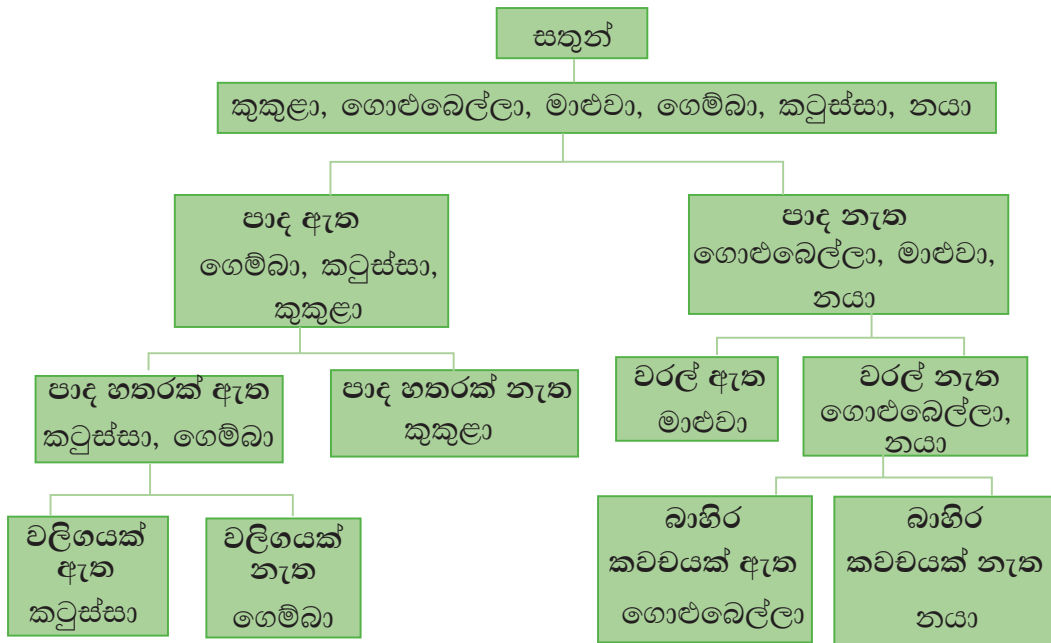 සතුන්
කුකුළා, ගොළුබෙල්ලා, මාළුවා, ගෙම්බා, කටුස්සා, නයා
පාද ඇත
ගෙම්බා, කටුස්සා,
කුකුළා
පාද නැත
ගොළුබෙල්ලා, මාළුවා,
නයා
පාද හතරක් ඇත
කටුස්සා, ගෙම්බා
පාද හතරක් නැත
කුකුළා
වරල් ඇත
මාළුවා
වරල් නැත
ගොළුබෙල්ලා,
නයා
වලිගයක්
ඇත
කටුස්සා
වලිගයක්
නැත
ගෙම්බා
බාහිර
කවචයක් ඇත
ගොළුබෙල්ලා
බාහිර
කවචයක් නැත
නයා